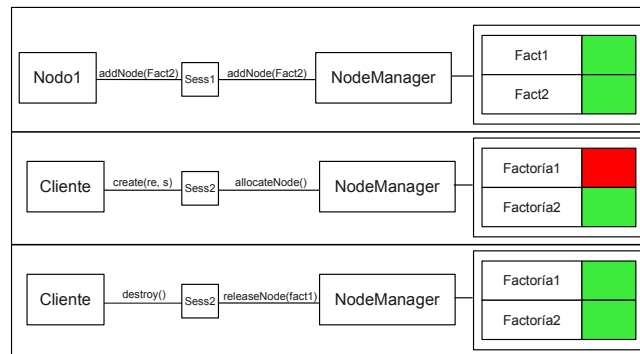 Nodo1
addNode(Fact2)
Sess1
addNode(Fact2)
NodeManager
Fact1
Fact2
Cliente
create(re, s)
Sess2
allocateNode()
NodeManager
Factoría1
Factoría2
Cliente
destroy()
Sess2
releaseNode(fact1)
NodeManager
Factoría1
Factoría2